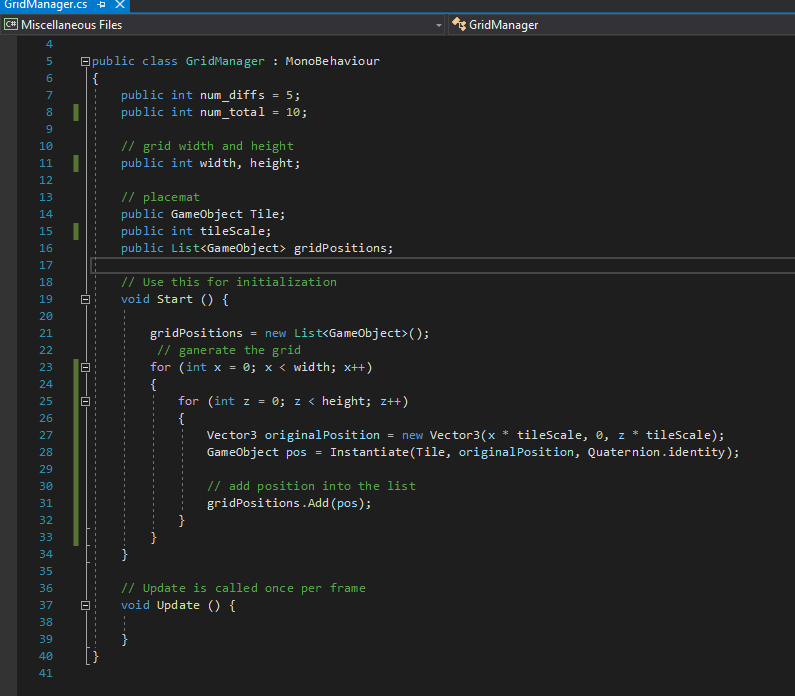 GridManager.cs
C# Miscellaneous Files
GridManager
4
5 public class GridManager : MonoBehaviour
6 {
7 public int num_diffs = 5;
8 public int num_total = 10;
9
10 // grid width and height
11 public int width, height;
12
13 // placemat
14 public GameObject Tile;
15 public int tileScale;
16 public List<GameObject> gridPositions;
17
18 // Use this for initialization
19 void Start () {
20
21 gridPositions = new List<GameObject>();
22 // ganerate the grid
23 for (int x = 0; x < width; x++)
24 {
25 for (int z = 0; z < height; z++)
26 {
27 Vector3 originalPosition = new Vector3(x * tileScale, 0, z * tileScale);
28 GameObject pos = Instantiate(Tile, originalPosition, Quaternion.identity);
29
30 // add position into the list
31 gridPositions.Add(pos);
32 }
33 }
34 }
35
36 // Update is called once per frame
37 void Update () {
38
39 }
40 }
41